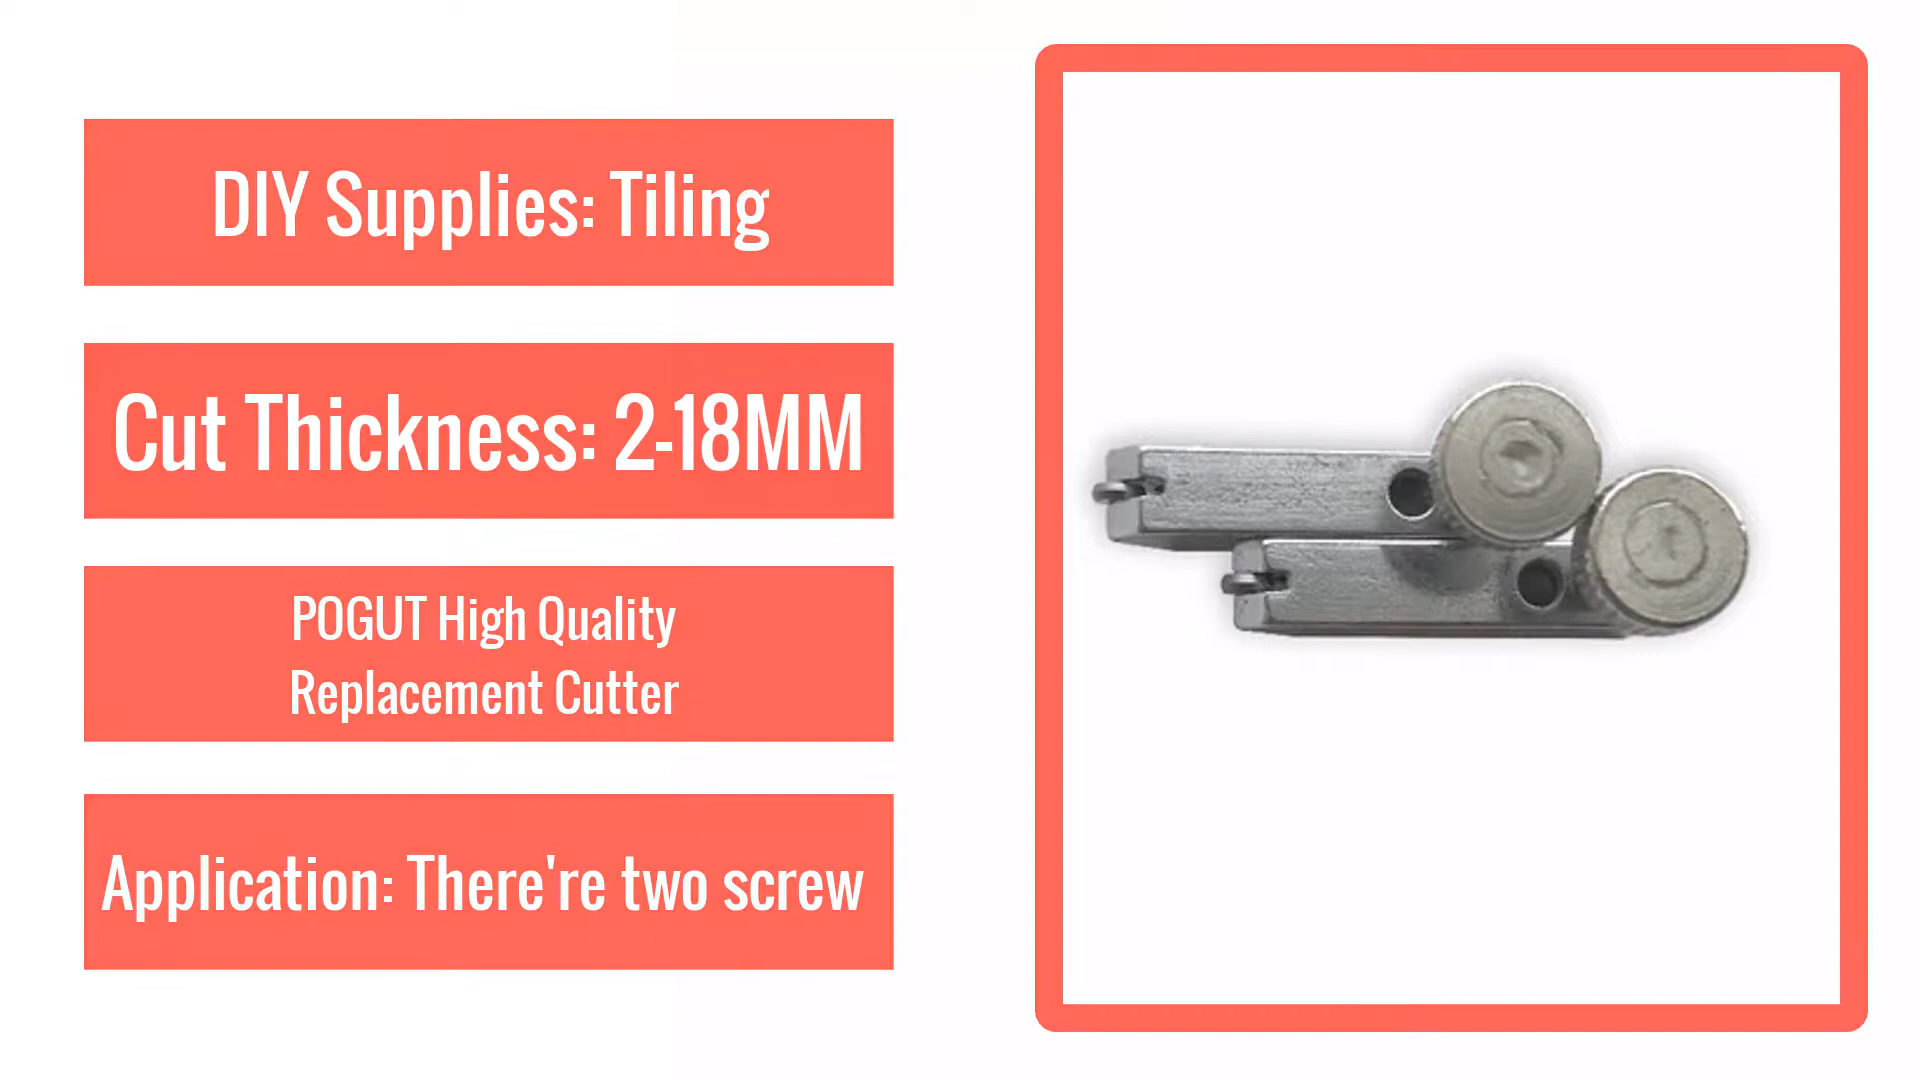 DIY Supplies: Tiling
Cut Thickness: 2-18MM
POGUT High Quality
Replacement Cutter
Application: There're two screw